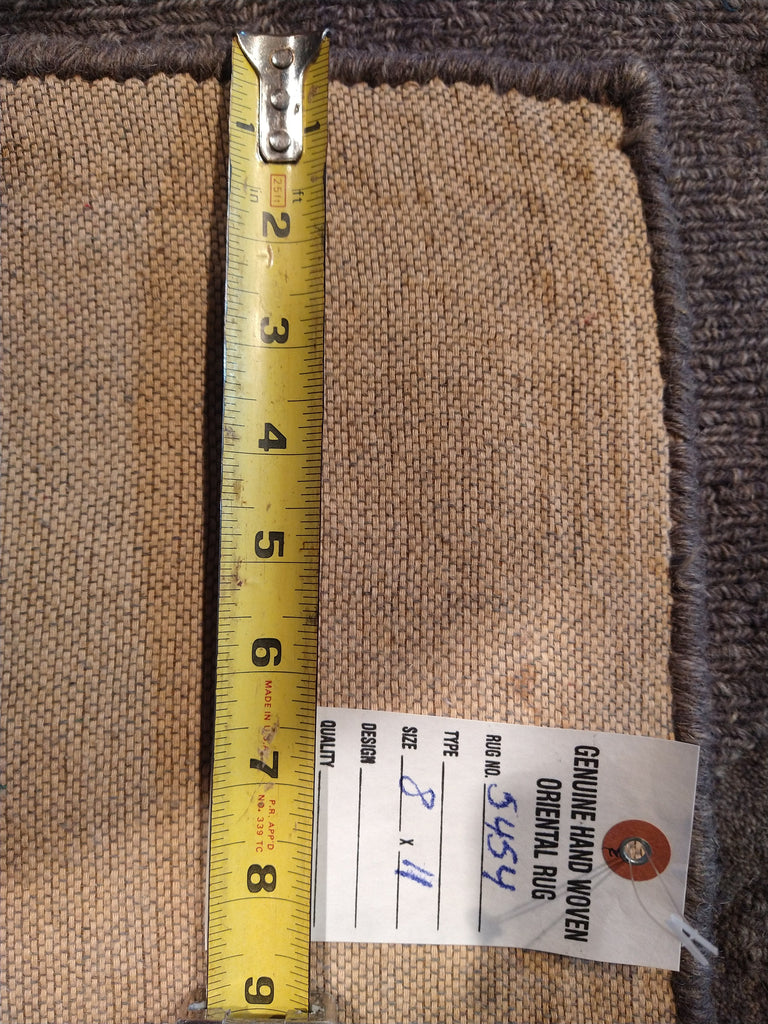 1 1
25ft
in ft
2
3
4
5
6
MADE IN U.S.A.
7
P.R. APP'D
NO. 339 TC
8
9
GENUINE HAND WOVEN
ORIENTAL RUG
RUG NO. 5454
TYPE
SIZE 8 X 11
DESIGN
QUALITY